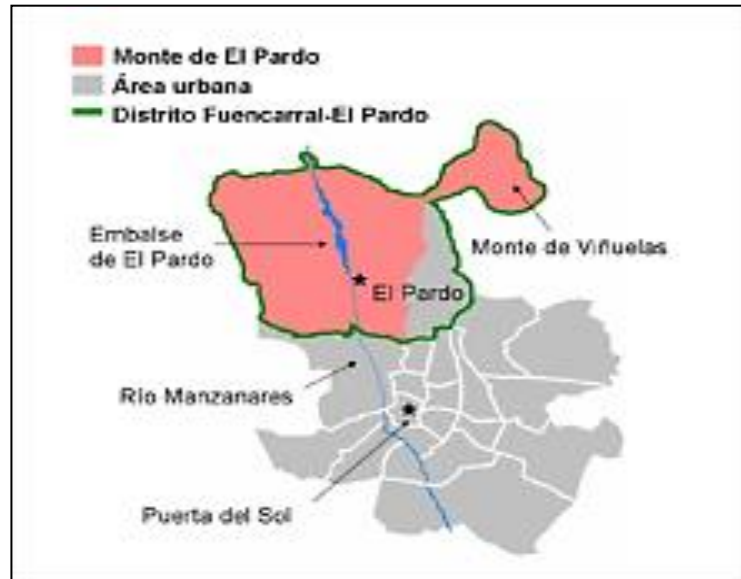 Monte de El Pardo
Área urbana
Distrito Fuencarral-El Pardo
Embalse
de El Pardo
Monte de Viñuelas
El Pardo
Río Manzanares
Puerta del Sol